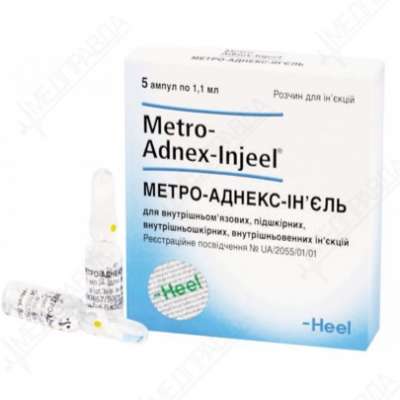 5 ампул по 1,1 мл
Розчин для ін'єкцій
Metro-
Adnex-Injeel®
МЕТРО-АДНЕКС-ІН'ЄЛЬ
для внутрішньом'язових, підшкірних,
внутрішньошкірних, внутрішньовенних ін'єкцій
Реєстраційне посвідчення № UA/2055/01/01
-Heel
-Heel